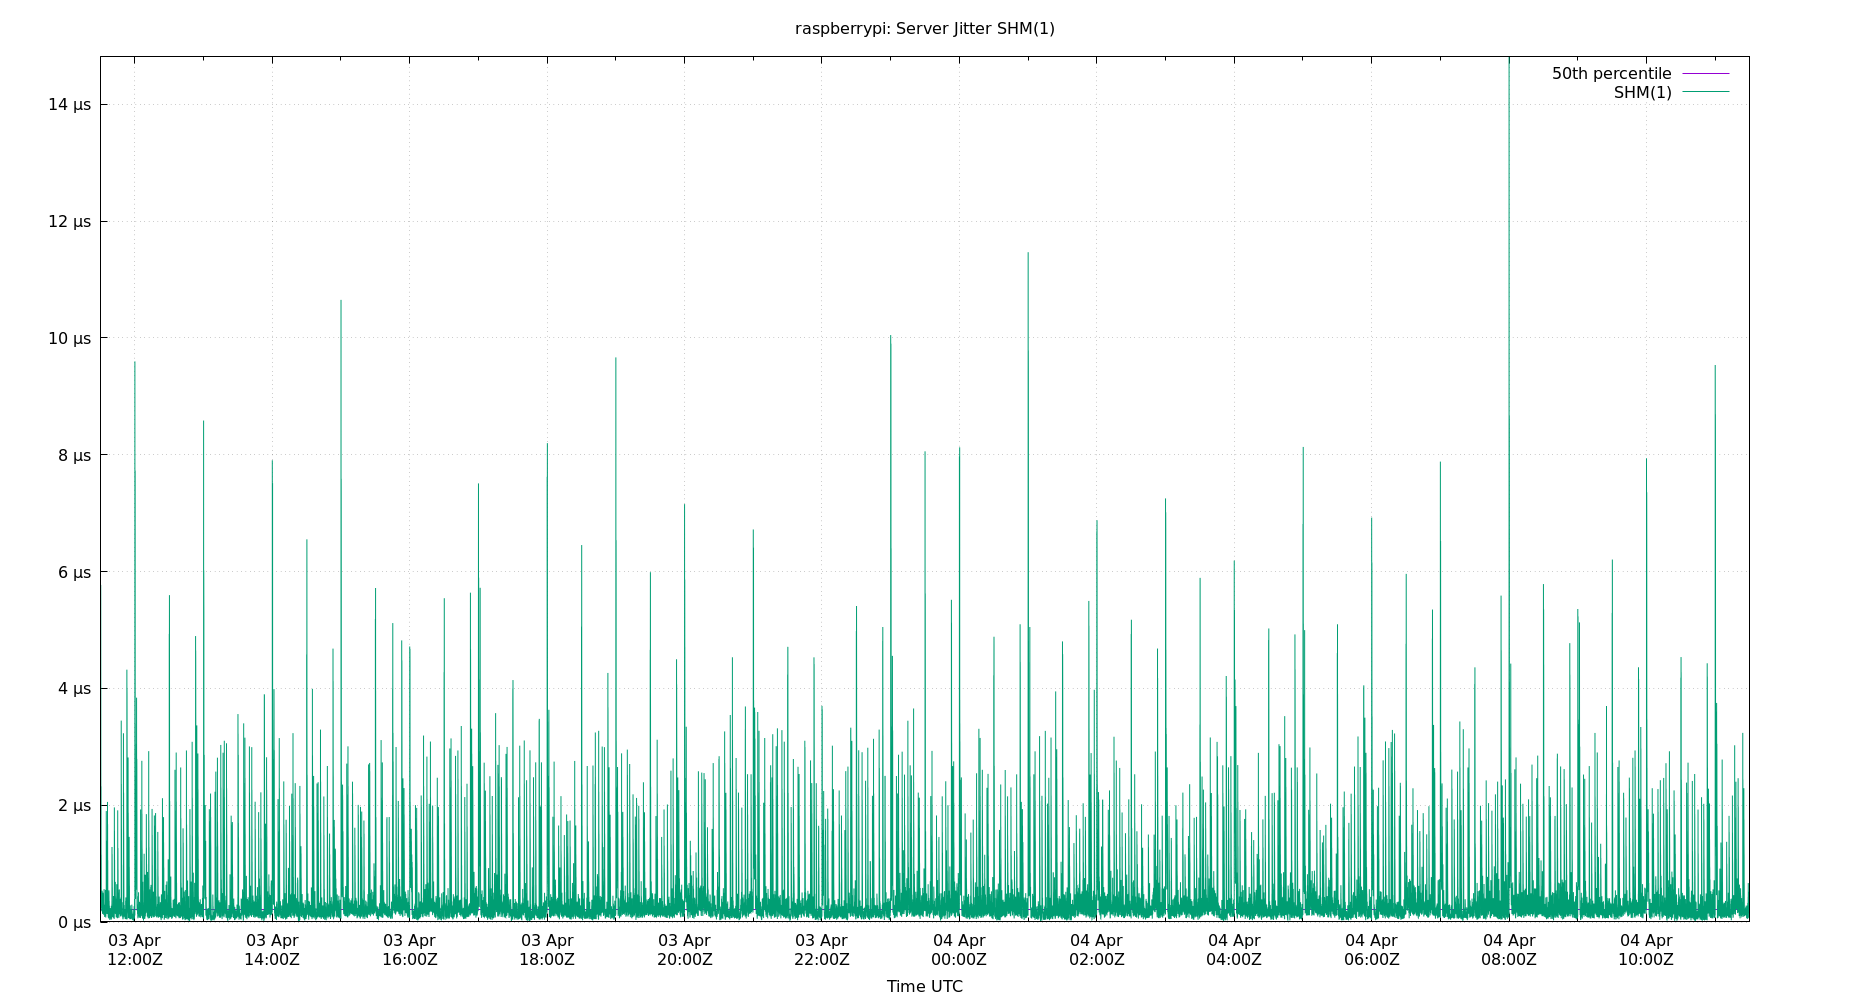 raspberrypi: Server Jitter SHM(1)
50th percentile
SHM(1)
14 µs
12 µs
10 µs
8 µs
6 µs
4 µs
2 µs
0 µs
03 Apr 03 Apr 03 Apr 03 Apr 03 Apr 03 Apr 04 Apr 04 Apr 04 Apr 04 Apr 04 Apr 04 Apr
12:00Z 14:00Z 16:00Z 18:00Z 20:00Z 22:00Z 00:00Z 02:00Z 04:00Z 06:00Z 08:00Z 10:00Z
Time UTC